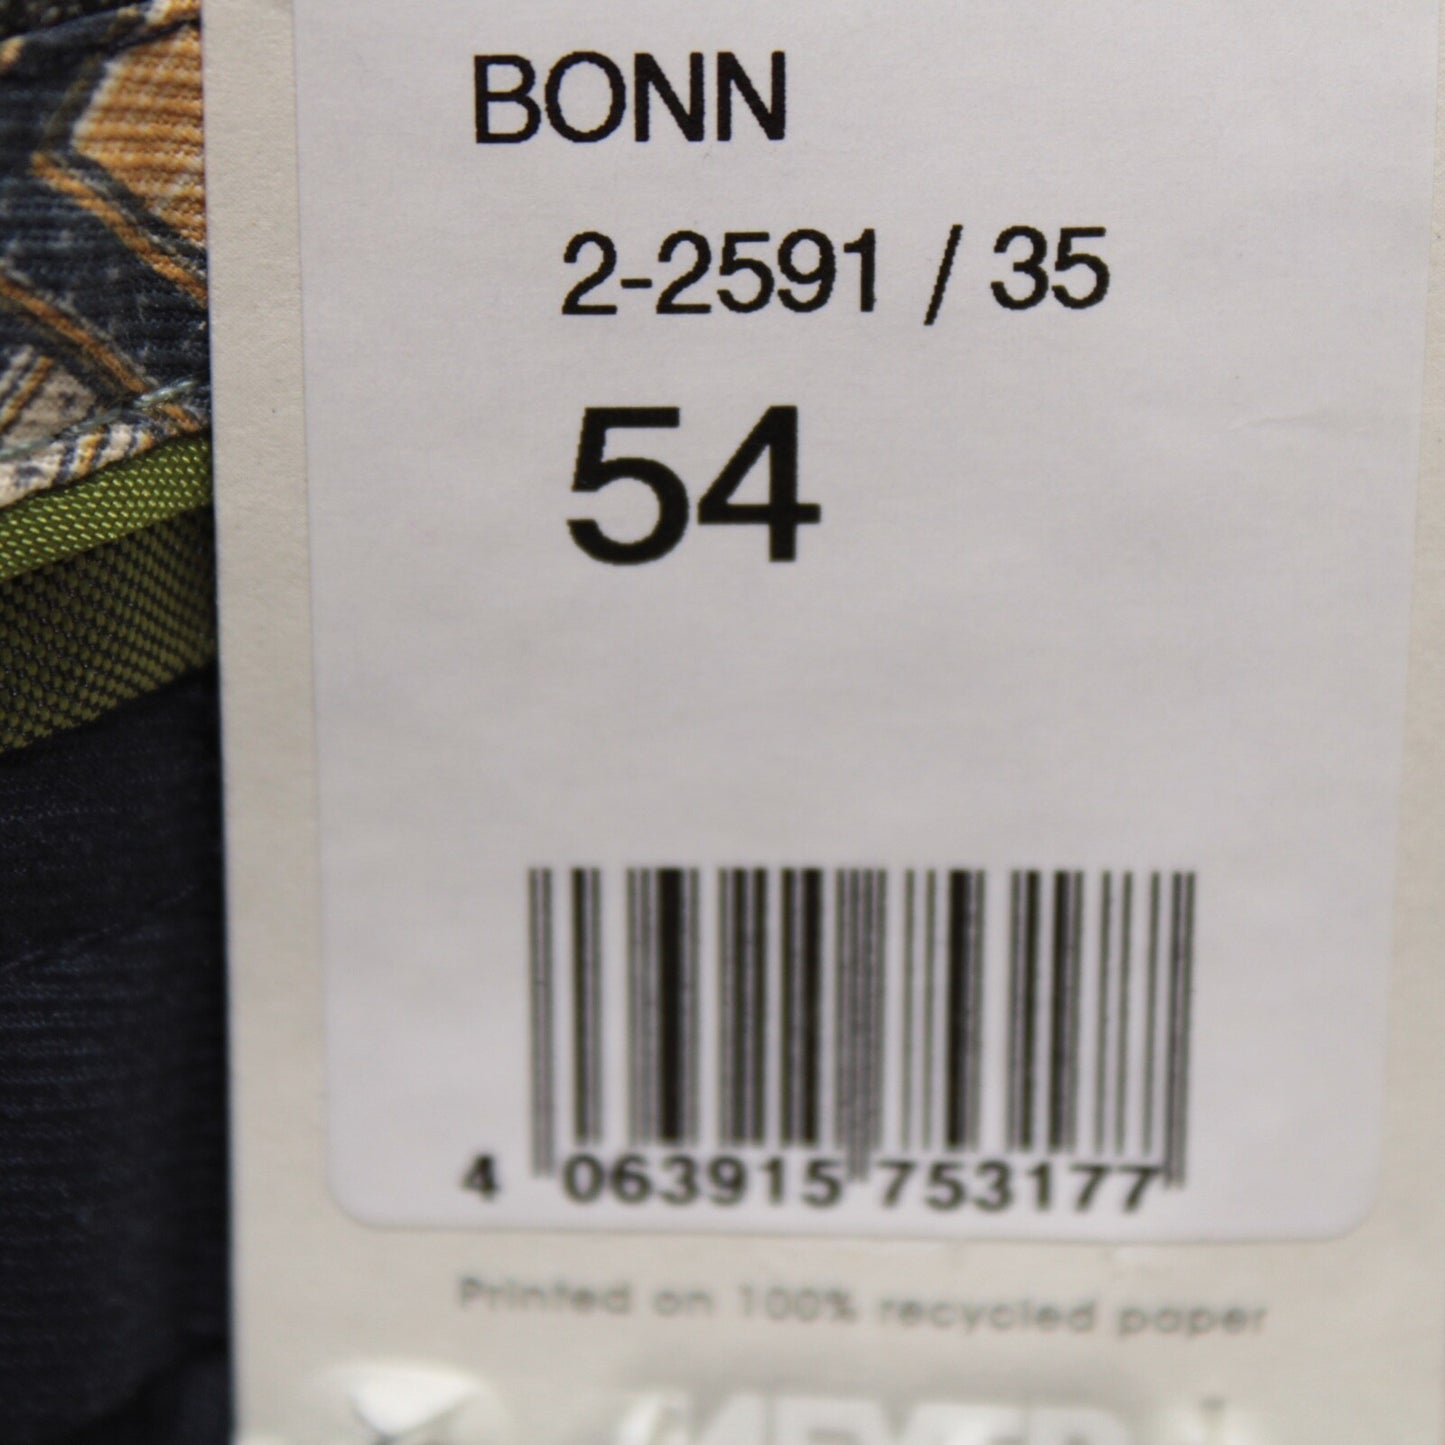 BONN
2-2591 / 35
54
4 063915 753177
Printed on 100% recycled paper